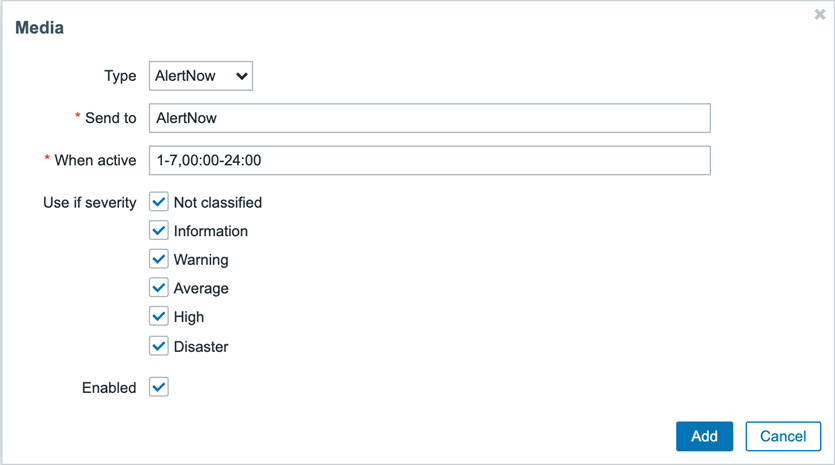 Media
Type AlertNow
* Send to AlertNow
* When active 1-7,00:00-24:00
Use if severity Not classified
Information
Warning
Average
High
Disaster
Enabled
Add Cancel